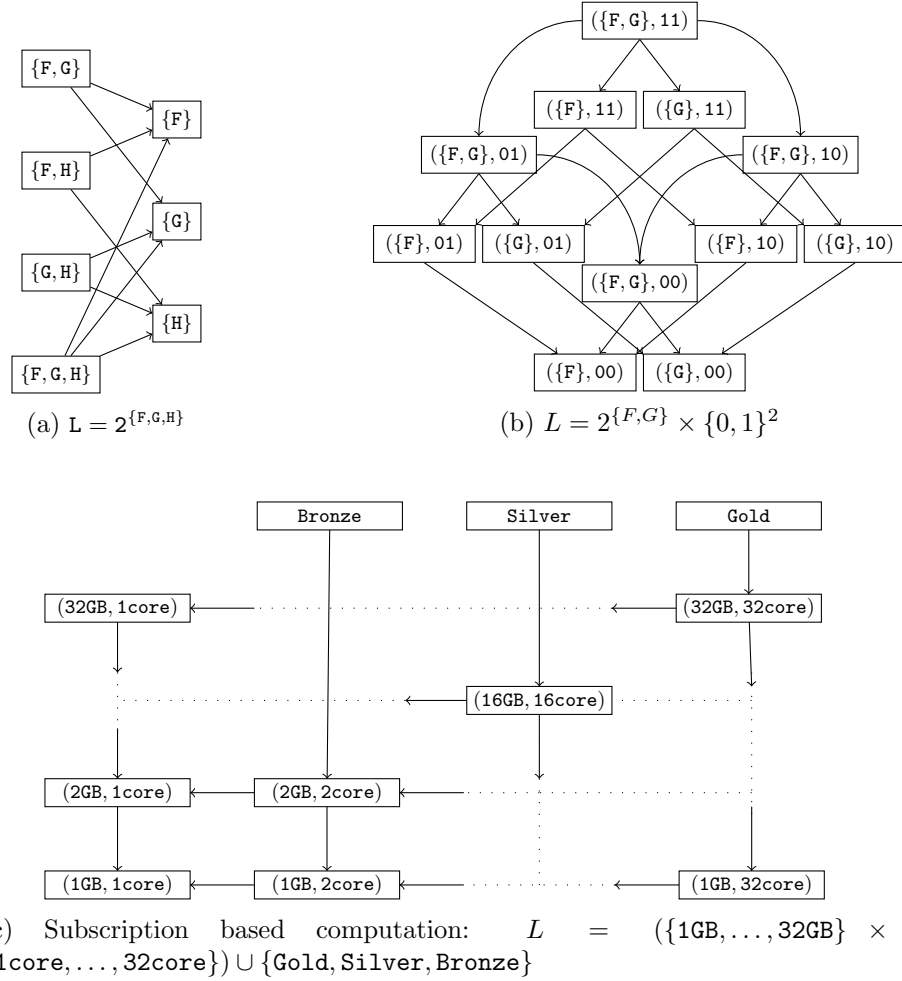 {F,G}
{F}
{F,H}
{G}
{G,H}
{H}
{F,G,H}
(a) L = 2^{F,G,H}
({F,G},11)
({F},11) ({G},11)
({F,G},01) ({F,G},10)
({F},01) ({G},01) ({F},10) ({G},10)
({F,G},00)
({F},00) ({G},00)
(b) L = 2^{F,G} × {0,1}^2
Bronze Silver Gold
(32GB,1core) (32GB,32core)
(16GB,16core)
(2GB,1core) (2GB,2core)
(1GB,1core) (1GB,2core) (1GB,32core)
c) Subscription based computation: L = ({1GB,...,32GB} ×
1core,...,32core}) ∪ {Gold,Silver,Bronze}